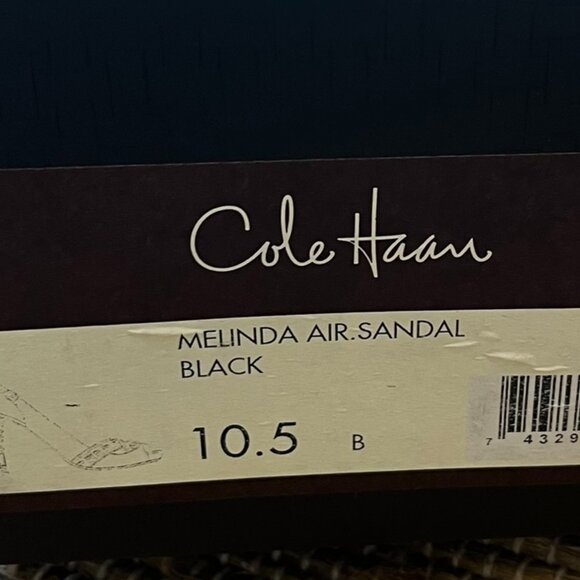 Cole Haan
MELINDA AIR.SANDAL
BLACK
10.5 B
7 4329